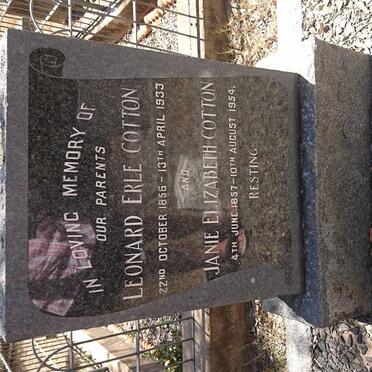 IN LOVING MEMORY OF
OUR PARENTS
LEONARD ERLE COTTON
22ND OCTOBER 1856 - 13TH APRIL 1933
AND
JANIE ELIZABETH COTTON
4TH JUNE 1857 - 10TH AUGUST 1954.
RESTING